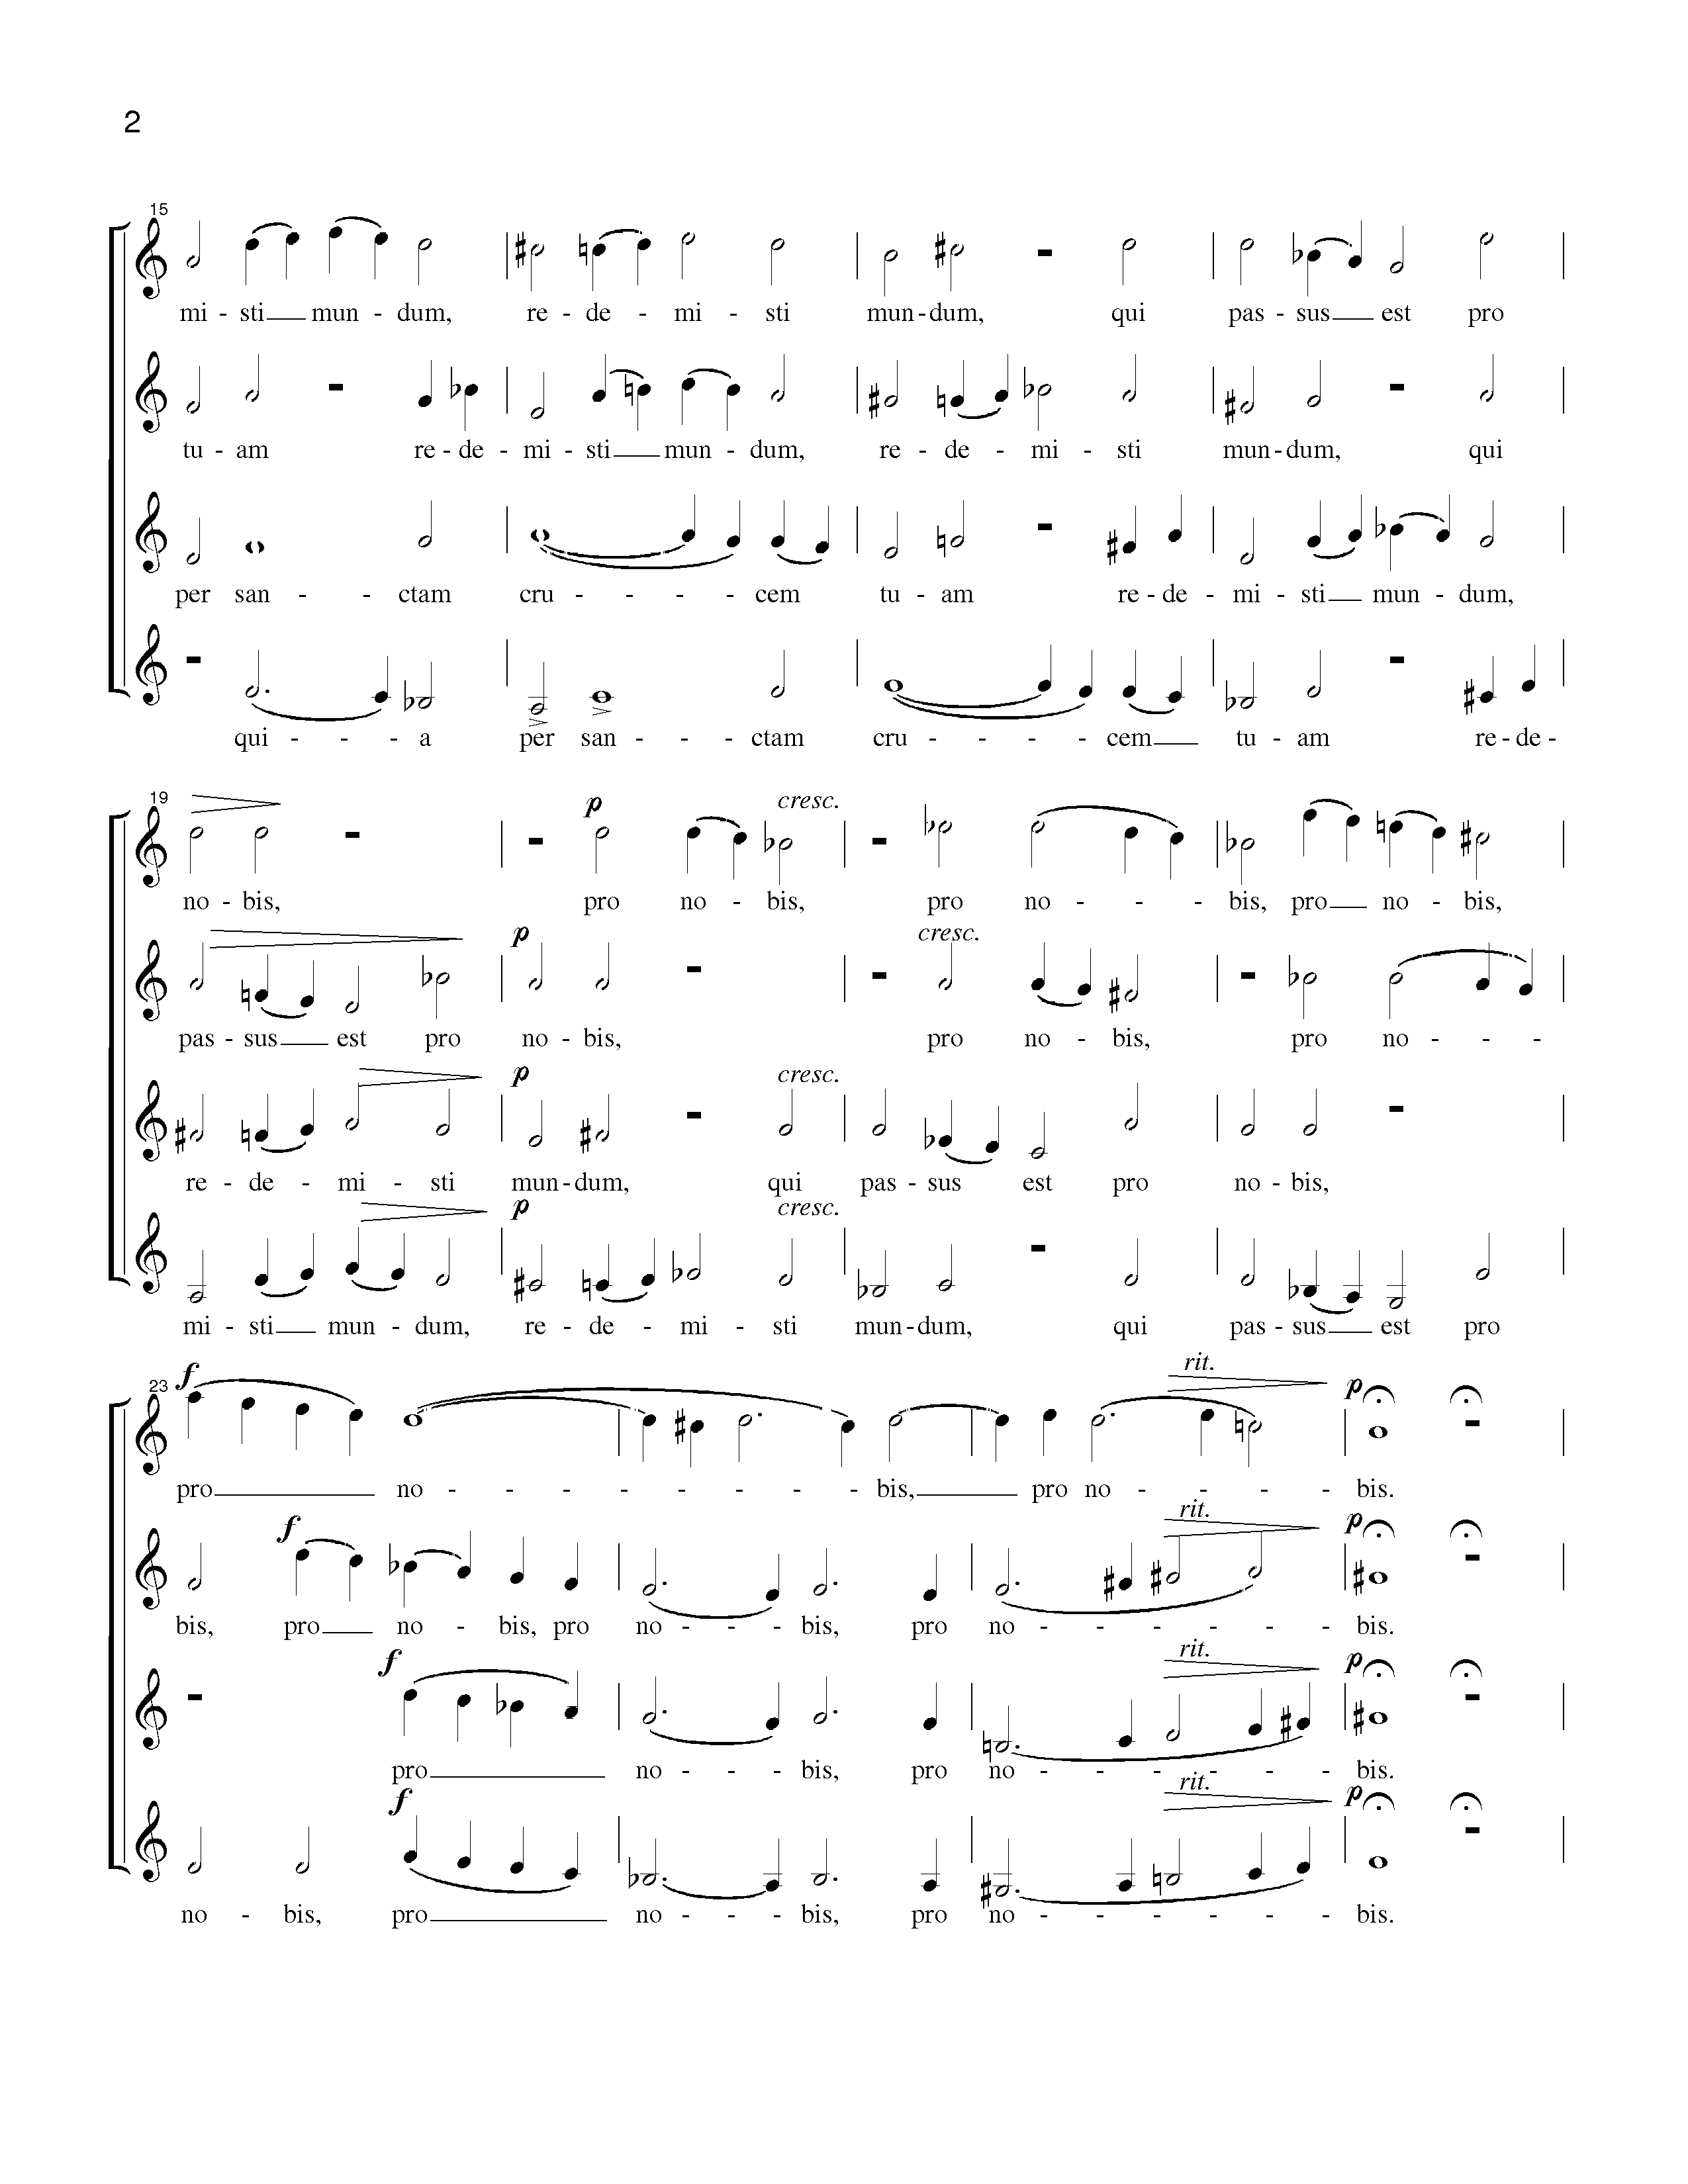 2
15
mi - sti mun - dum, re - de - mi - sti mun - dum, qui pas - sus est pro
tu - am re - de - mi - sti mun - dum, re - de - mi - sti mun - dum, qui
per san - - ctam cru - - - - cem tu - am re - de - mi - sti mun - dum,
qui - - - a per san - - - ctam cru - - - - cem tu - am re - de -
19 p cresc.
no - bis, pro no - bis, pro no - - - bis, pro no - bis,
p cresc.
pas - sus est pro no - bis, pro no - bis, pro no - - -
p cresc.
re - de - mi - sti mun - dum, qui pas - sus est pro no - bis,
p cresc.
mi - sti mun - dum, re - de - mi - sti mun - dum, qui pas - sus est pro
23 f rit. p
pro no - - - - - - - - bis, pro no - - - - bis.
f rit. p
bis, pro no - bis, pro no - - - bis, pro no - - - - - - bis.
f rit. p
pro no - - - bis, pro no - - - - - - bis.
f rit. p
no - bis, pro no - - - bis, pro no - - - - - - bis.